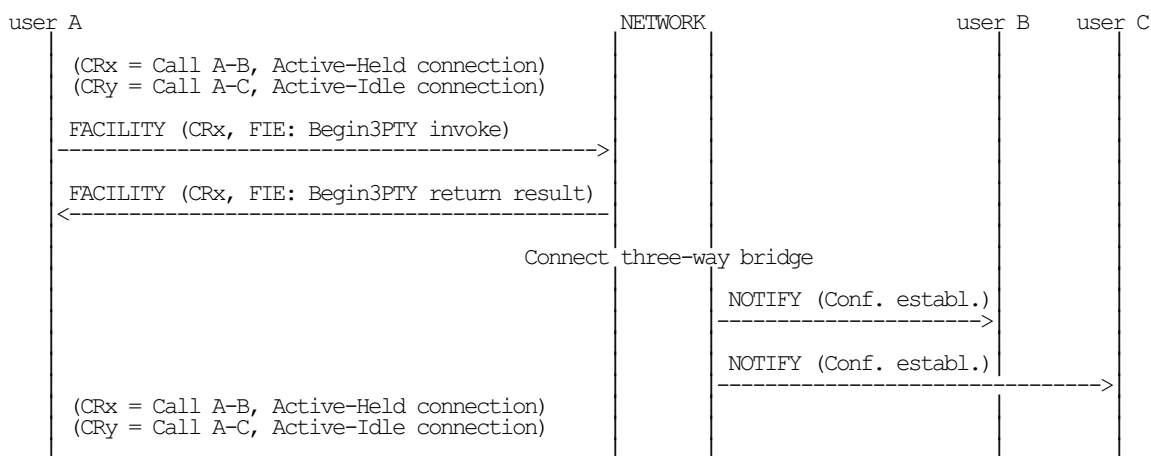 user A NETWORK user B user C
(CRx = Call A-B, Active-Held connection)
(CRy = Call A-C, Active-Idle connection)
FACILITY (CRx, FIE: Begin3PTY invoke)
FACILITY (CRx, FIE: Begin3PTY return result)
Connect three-way bridge
NOTIFY (Conf. establ.)
NOTIFY (Conf. establ.)
(CRx = Call A-B, Active-Held connection)
(CRy = Call A-C, Active-Idle connection)